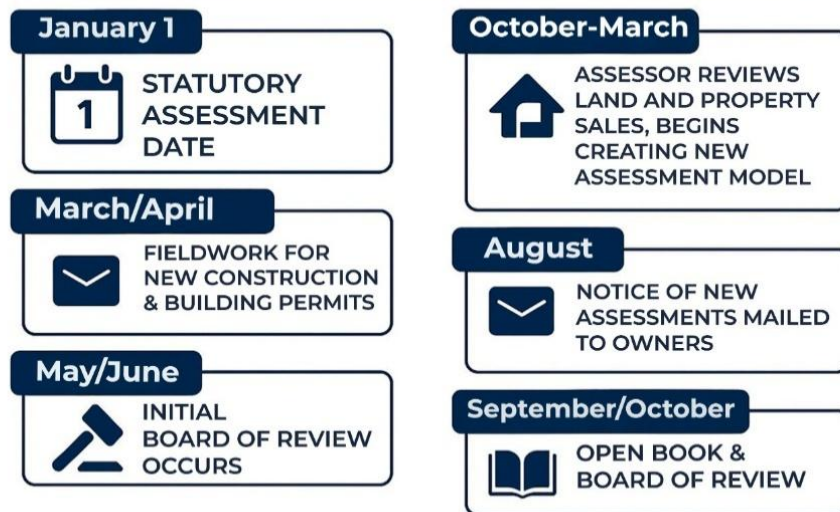 January 1
1
STATUTORY
ASSESSMENT
DATE
March/April
FIELDWORK FOR
NEW CONSTRUCTION
& BUILDING PERMITS
May/June
INITIAL
BOARD OF REVIEW
OCCURS
October-March
ASSESSOR REVIEWS
LAND AND PROPERTY
SALES, BEGINS
CREATING NEW
ASSESSMENT MODEL
August
NOTICE OF NEW
ASSESSMENTS MAILED
TO OWNERS
September/October
OPEN BOOK &
BOARD OF REVIEW